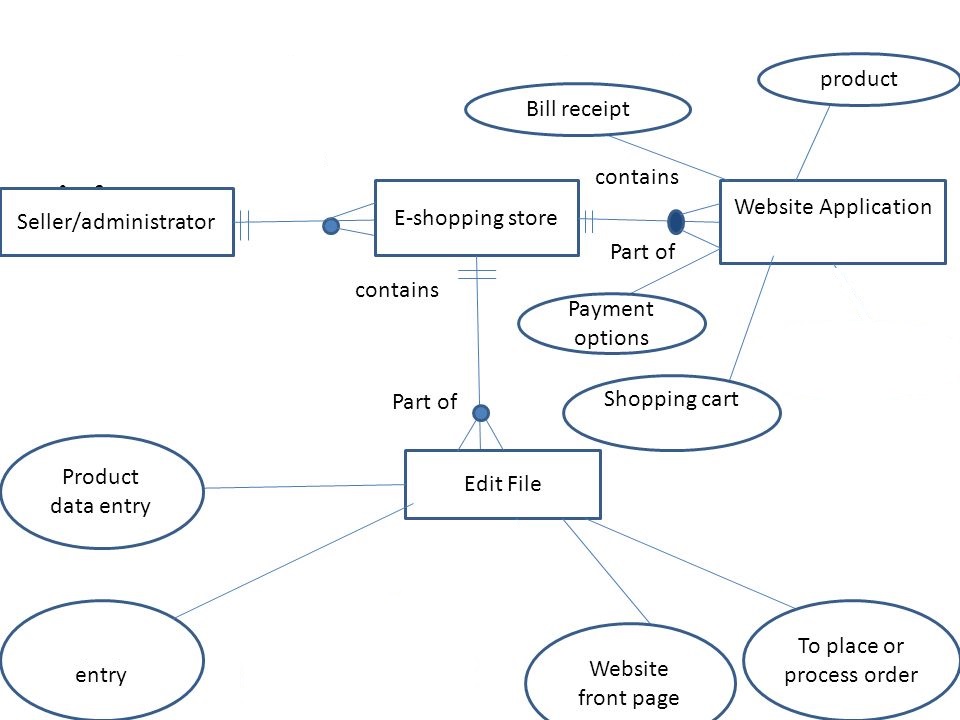 product
Bill receipt
contains
Website Application
Seller/administrator
E-shopping store
Part of
contains
Payment
options
Part of
Shopping cart
Product
data entry
Edit File
entry
Website
front page
To place or
process order